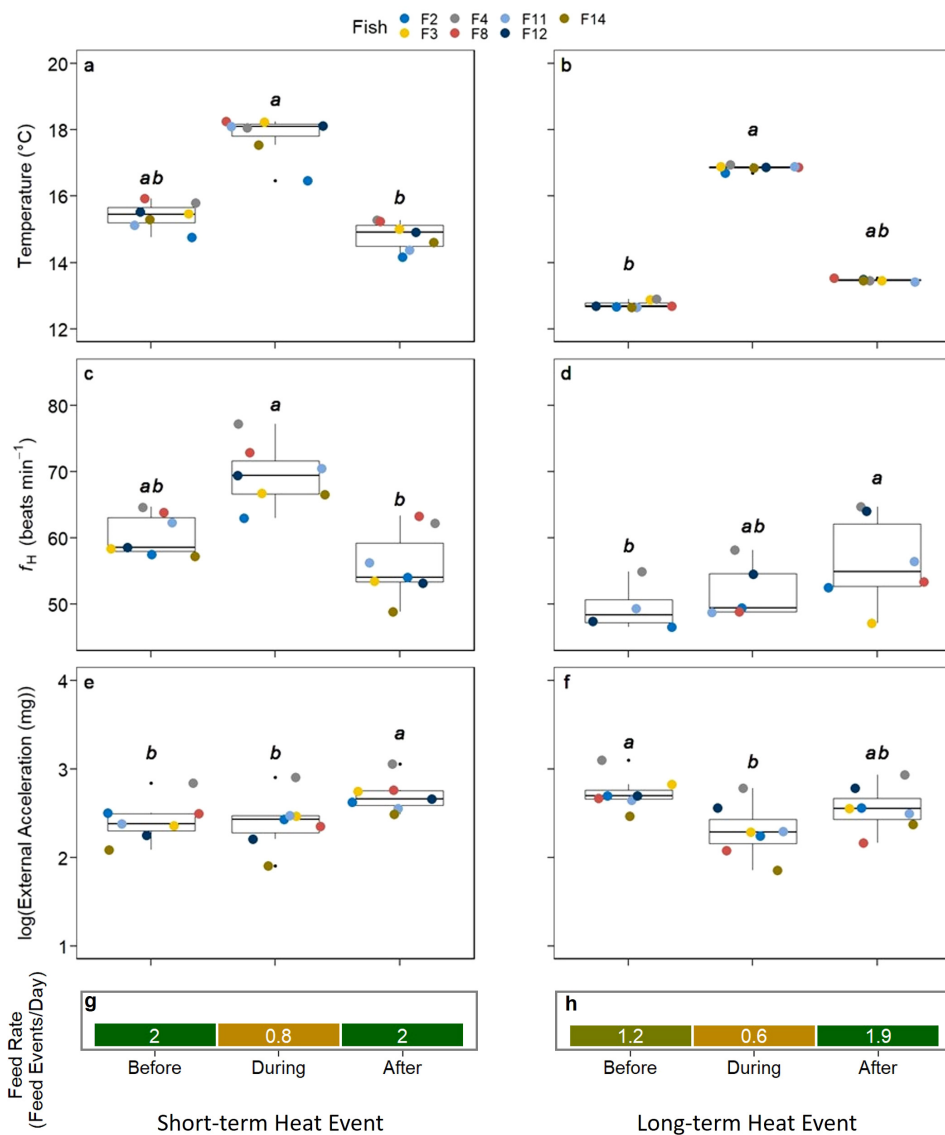 Fish F2 F4 F11 F14
F3 F8 F12
a
b
Temperature (°C)
20
18
16
14
12
ab
a
b
b
a
ab
c
d
fH (beats min−1)
80
70
60
50
ab
a
b
b
ab
a
e
f
log(External Acceleration (mg))
4
3
2
1
b
b
a
a
b
ab
Feed Rate
(Feed Events/Day)
g
h
2 0.8 2
1.2 0.6 1.9
Before During After
Before During After
Short-term Heat Event
Long-term Heat Event